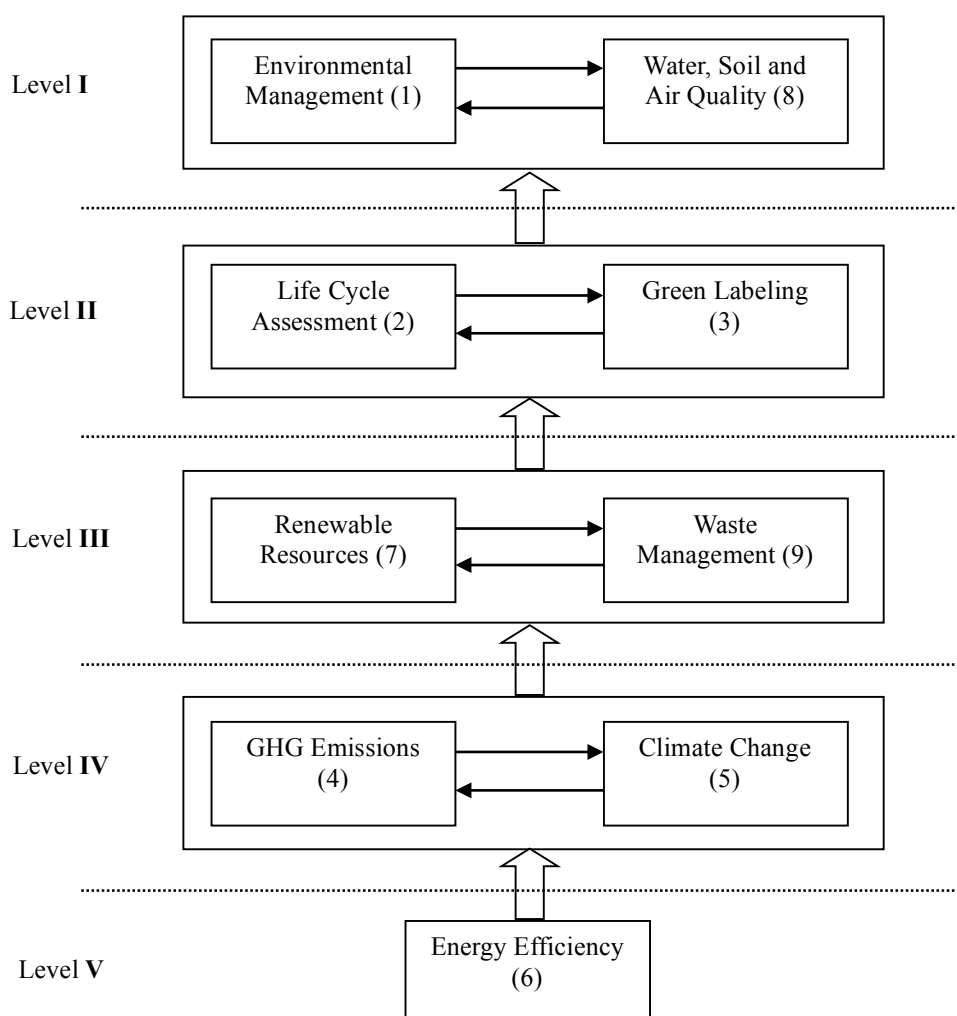 Level I
Environmental
Management (1)
Water, Soil and
Air Quality (8)
Level II
Life Cycle
Assessment (2)
Green Labeling
(3)
Level III
Renewable
Resources (7)
Waste
Management (9)
Level IV
GHG Emissions
(4)
Climate Change
(5)
Level V
Energy Efficiency
(6)